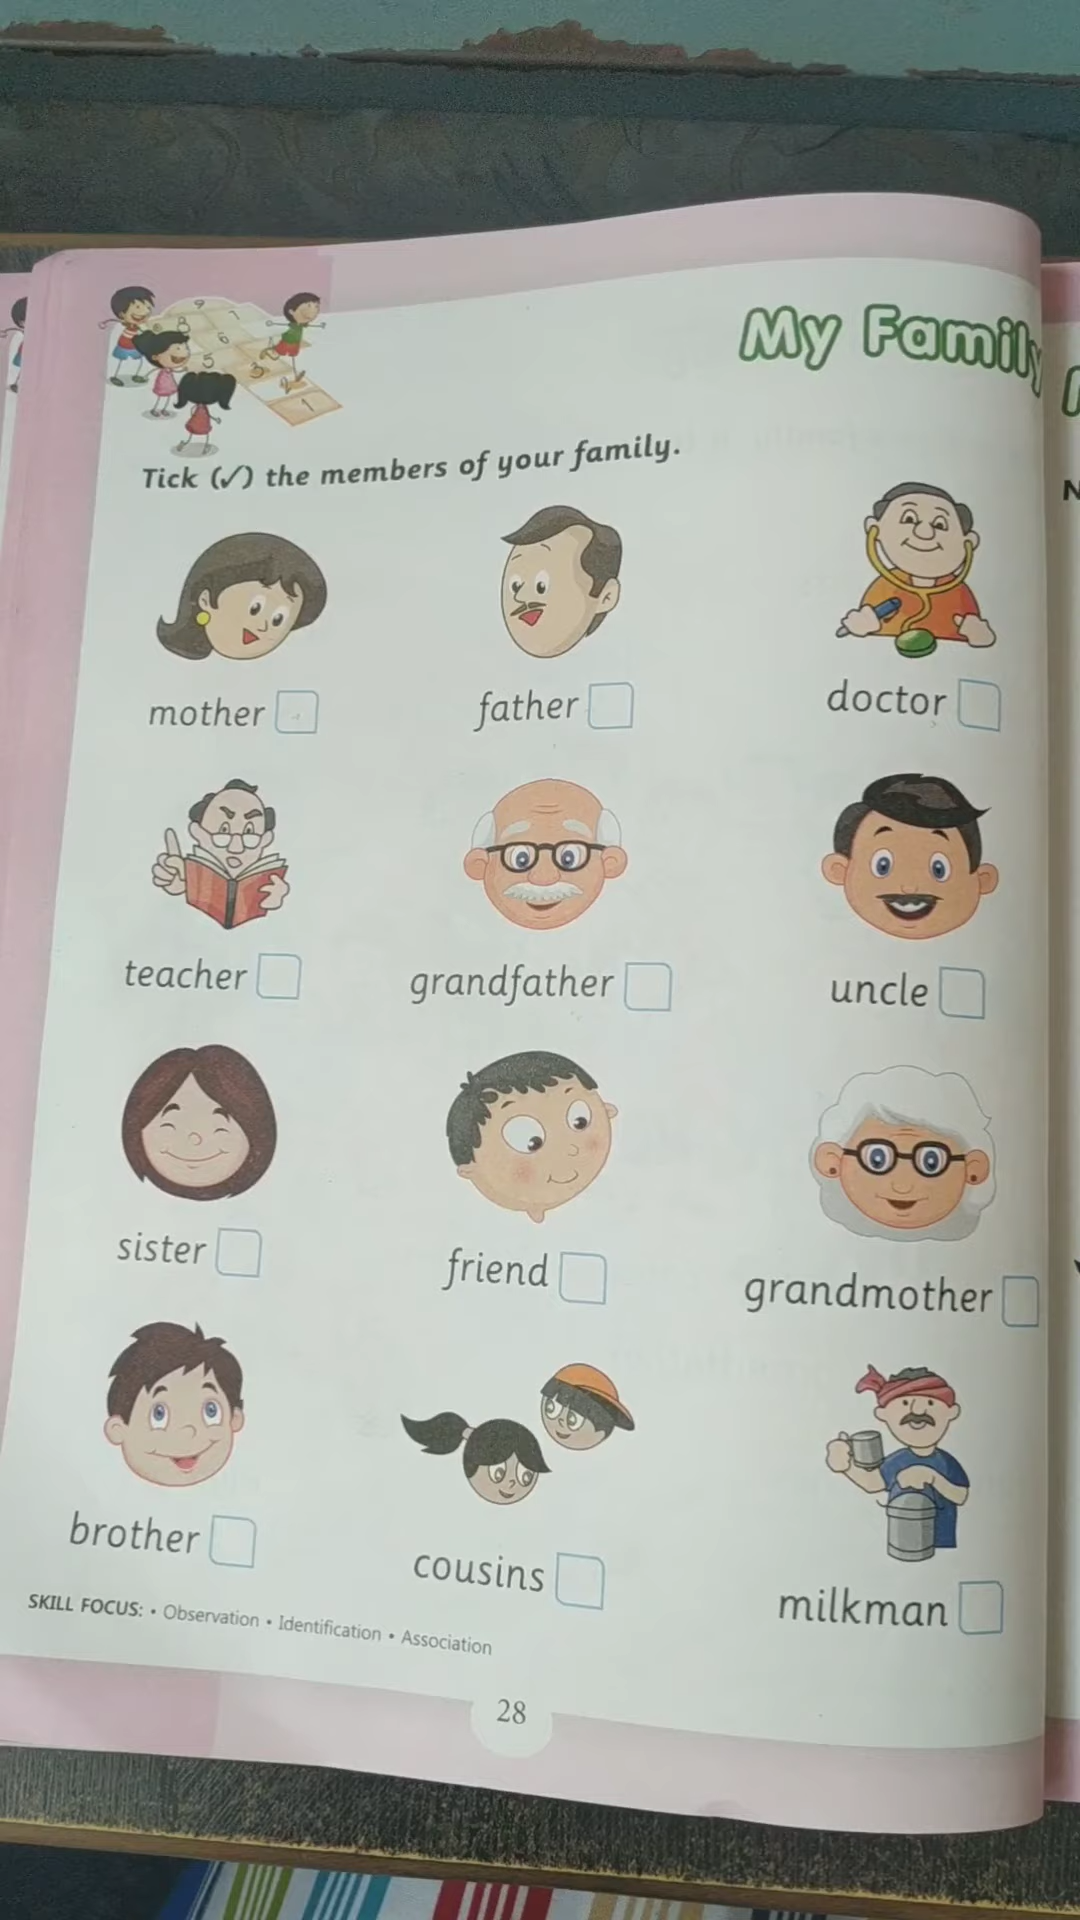 My Family
Tick (✓) the members of your family.
mother
father
doctor
teacher
grandfather
uncle
sister
friend
grandmother
brother
cousins
milkman
SKILL FOCUS: • Observation • Identification • Association
28